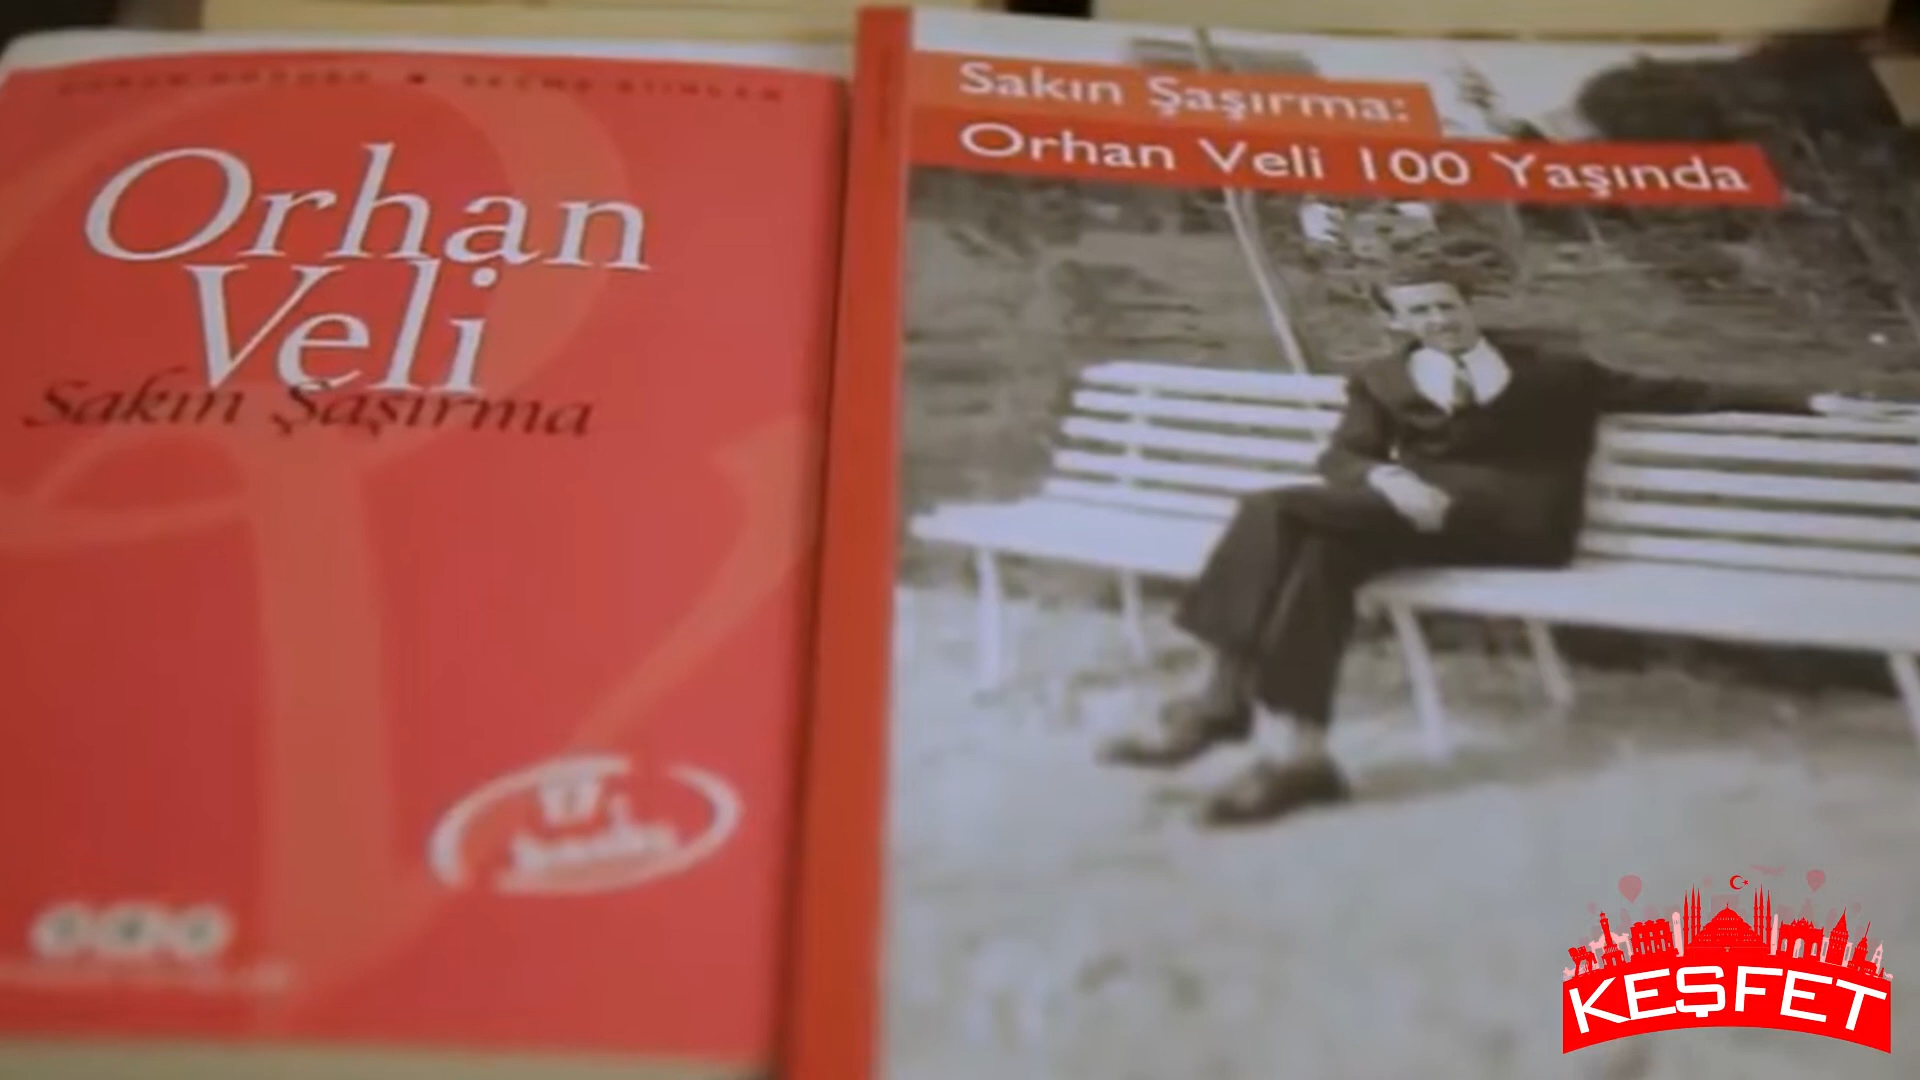 Orhan
Veli
Sakın Şaşırma
Sakın Şaşırma:
Orhan Veli 100 Yaşında
KEŞFET